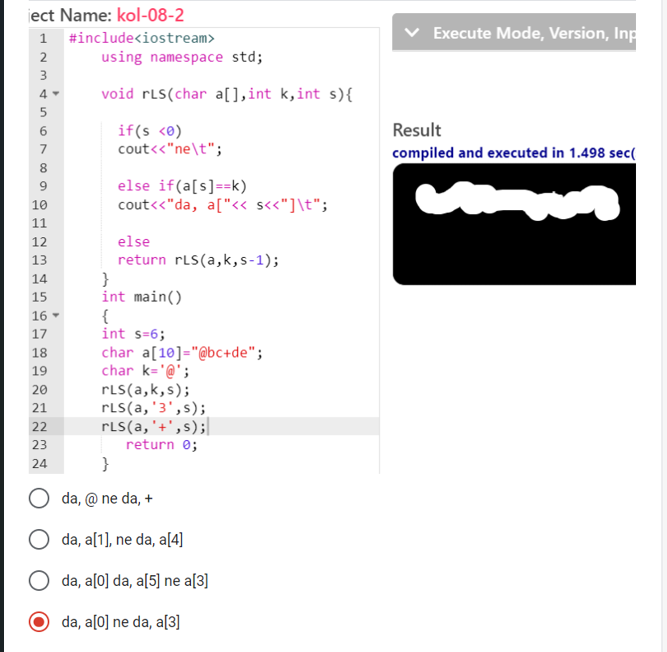 ject Name: kol-08-2
1 #include<iostream>
2 using namespace std;
3
4 void rLS(char a[],int k,int s){
5
6 if(s <0)
7 cout<<"ne\t";
8
9 else if(a[s]==k)
10 cout<<"da, a["<< s<<"]\t";
11
12 else
13 return rLS(a,k,s-1);
14 }
15 int main()
16 {
17 int s=6;
18 char a[10]="@bc+de";
19 char k='@';
20 rLS(a,k,s);
21 rLS(a,'3',s);
22 rLS(a,'+',s);
23 return 0;
24 }
Execute Mode, Version, Inp
Result
compiled and executed in 1.498 sec(
da, @ ne da, +
da, a[1], ne da, a[4]
da, a[0] da, a[5] ne a[3]
da, a[0] ne da, a[3]